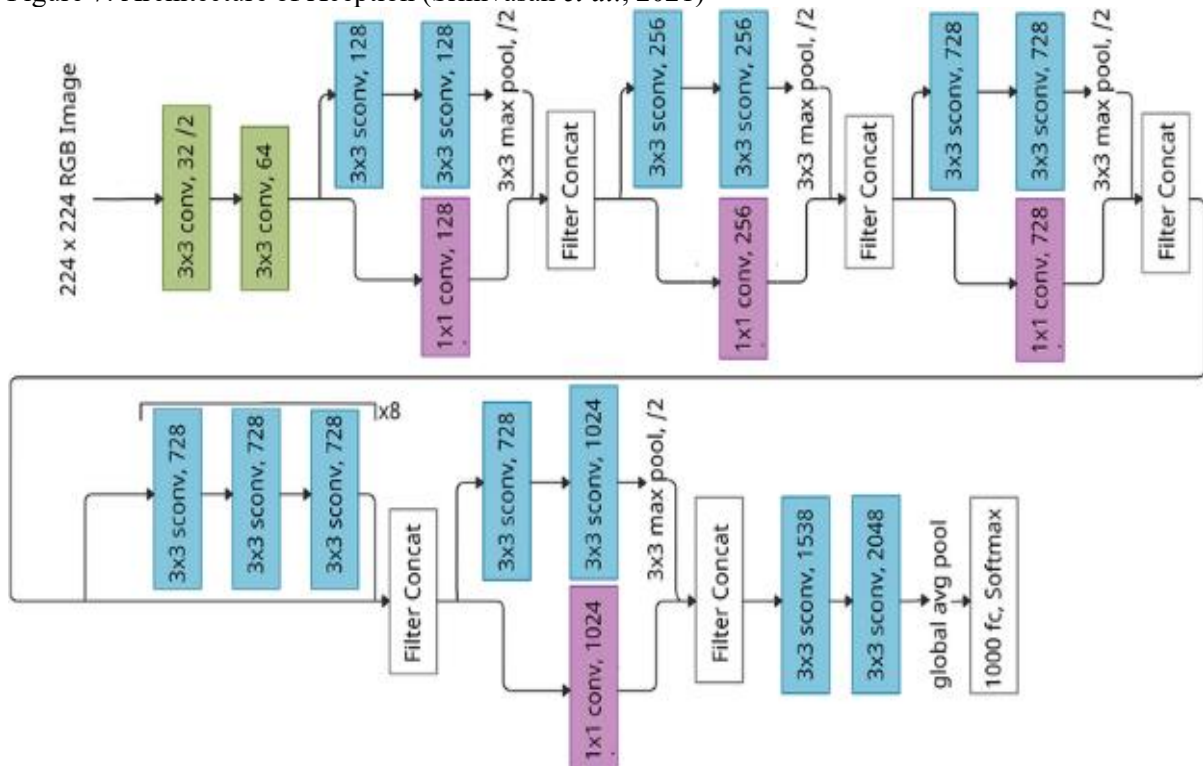 224 x 224 RGB Image
3x3 conv, 32 /2
3x3 conv, 64
3x3 sconv, 128
3x3 sconv, 128
3x3 max pool, /2
1x1 conv, 128
Filter Concat
3x3 sconv, 256
3x3 sconv, 256
3x3 max pool, /2
1x1 conv, 256
Filter Concat
3x3 sconv, 728
3x3 sconv, 728
3x3 max pool, /2
1x1 conv, 728
Filter Concat
3x3 sconv, 728
3x3 sconv, 728
3x3 sconv, 728
x8
Filter Concat
3x3 sconv, 728
3x3 sconv, 1024
3x3 max pool, /2
1x1 conv, 1024
Filter Concat
3x3 sconv, 1538
3x3 sconv, 2048
global avg pool
1000 fc, Softmax